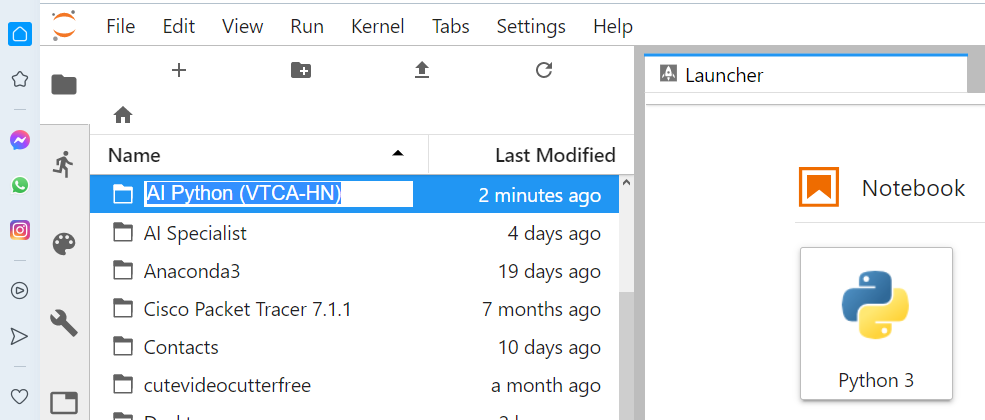 File Edit View Run Kernel Tabs Settings Help
Launcher
Name Last Modified
AI Python (VTCA-HN) 2 minutes ago
Notebook
AI Specialist 4 days ago
Anaconda3 19 days ago
Cisco Packet Tracer 7.1.1 7 months ago
Contacts 10 days ago
cutevideocutterfree a month ago
Python 3